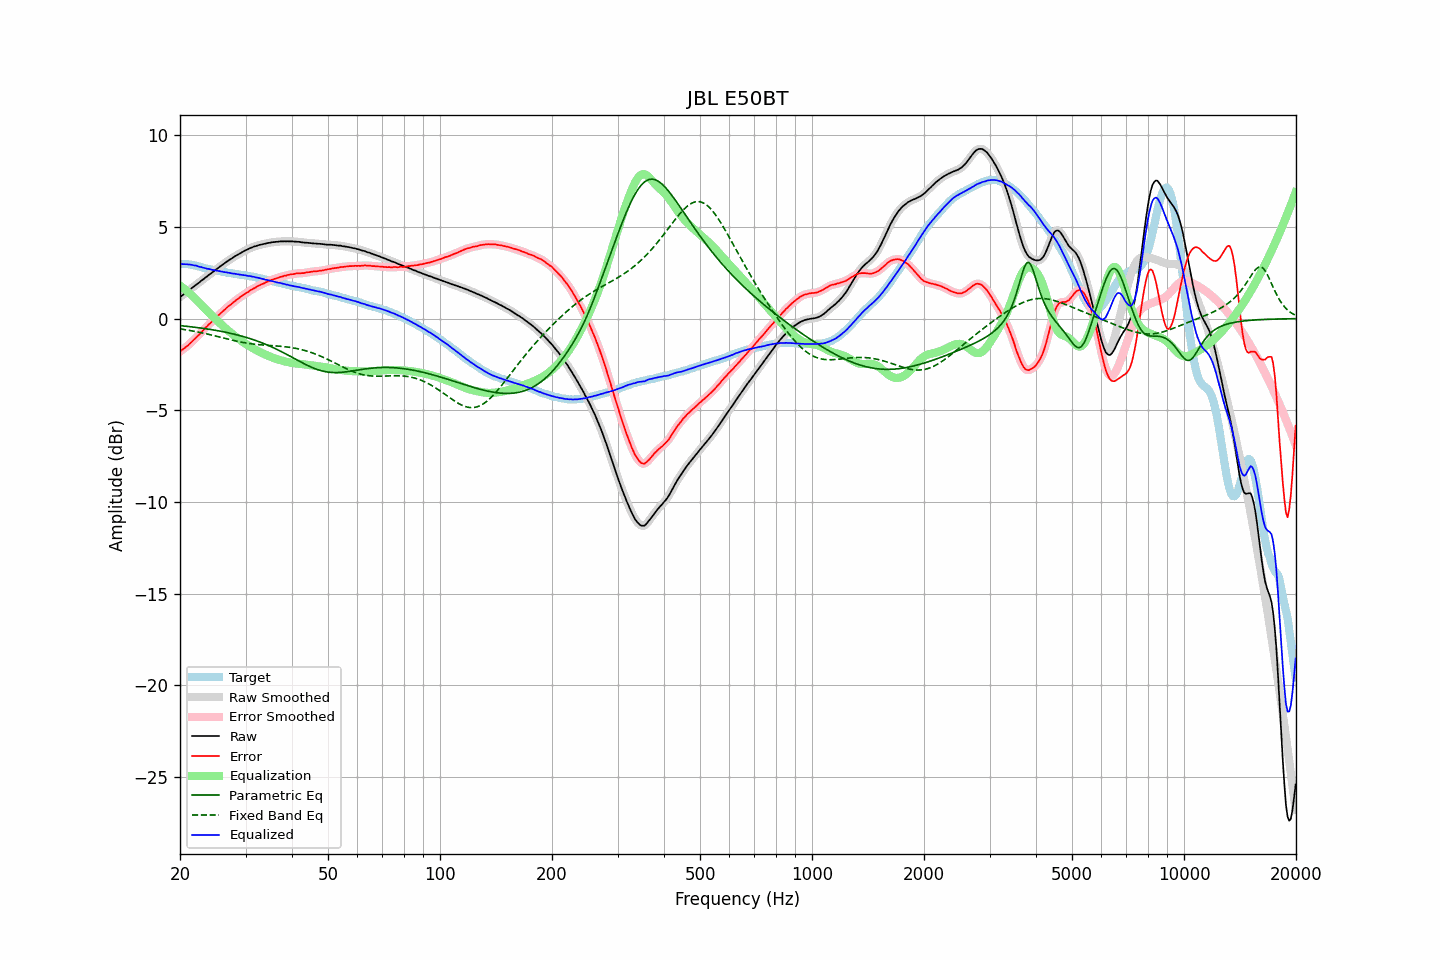 JBL E50BT
10
5
0
−5
−10
−15
−20
−25
Amplitude (dBr)
Target
Raw Smoothed
Error Smoothed
Raw
Error
Equalization
Parametric Eq
Fixed Band Eq
Equalized
20
50
100
200
500
1000
2000
5000
10000
20000
Frequency (Hz)